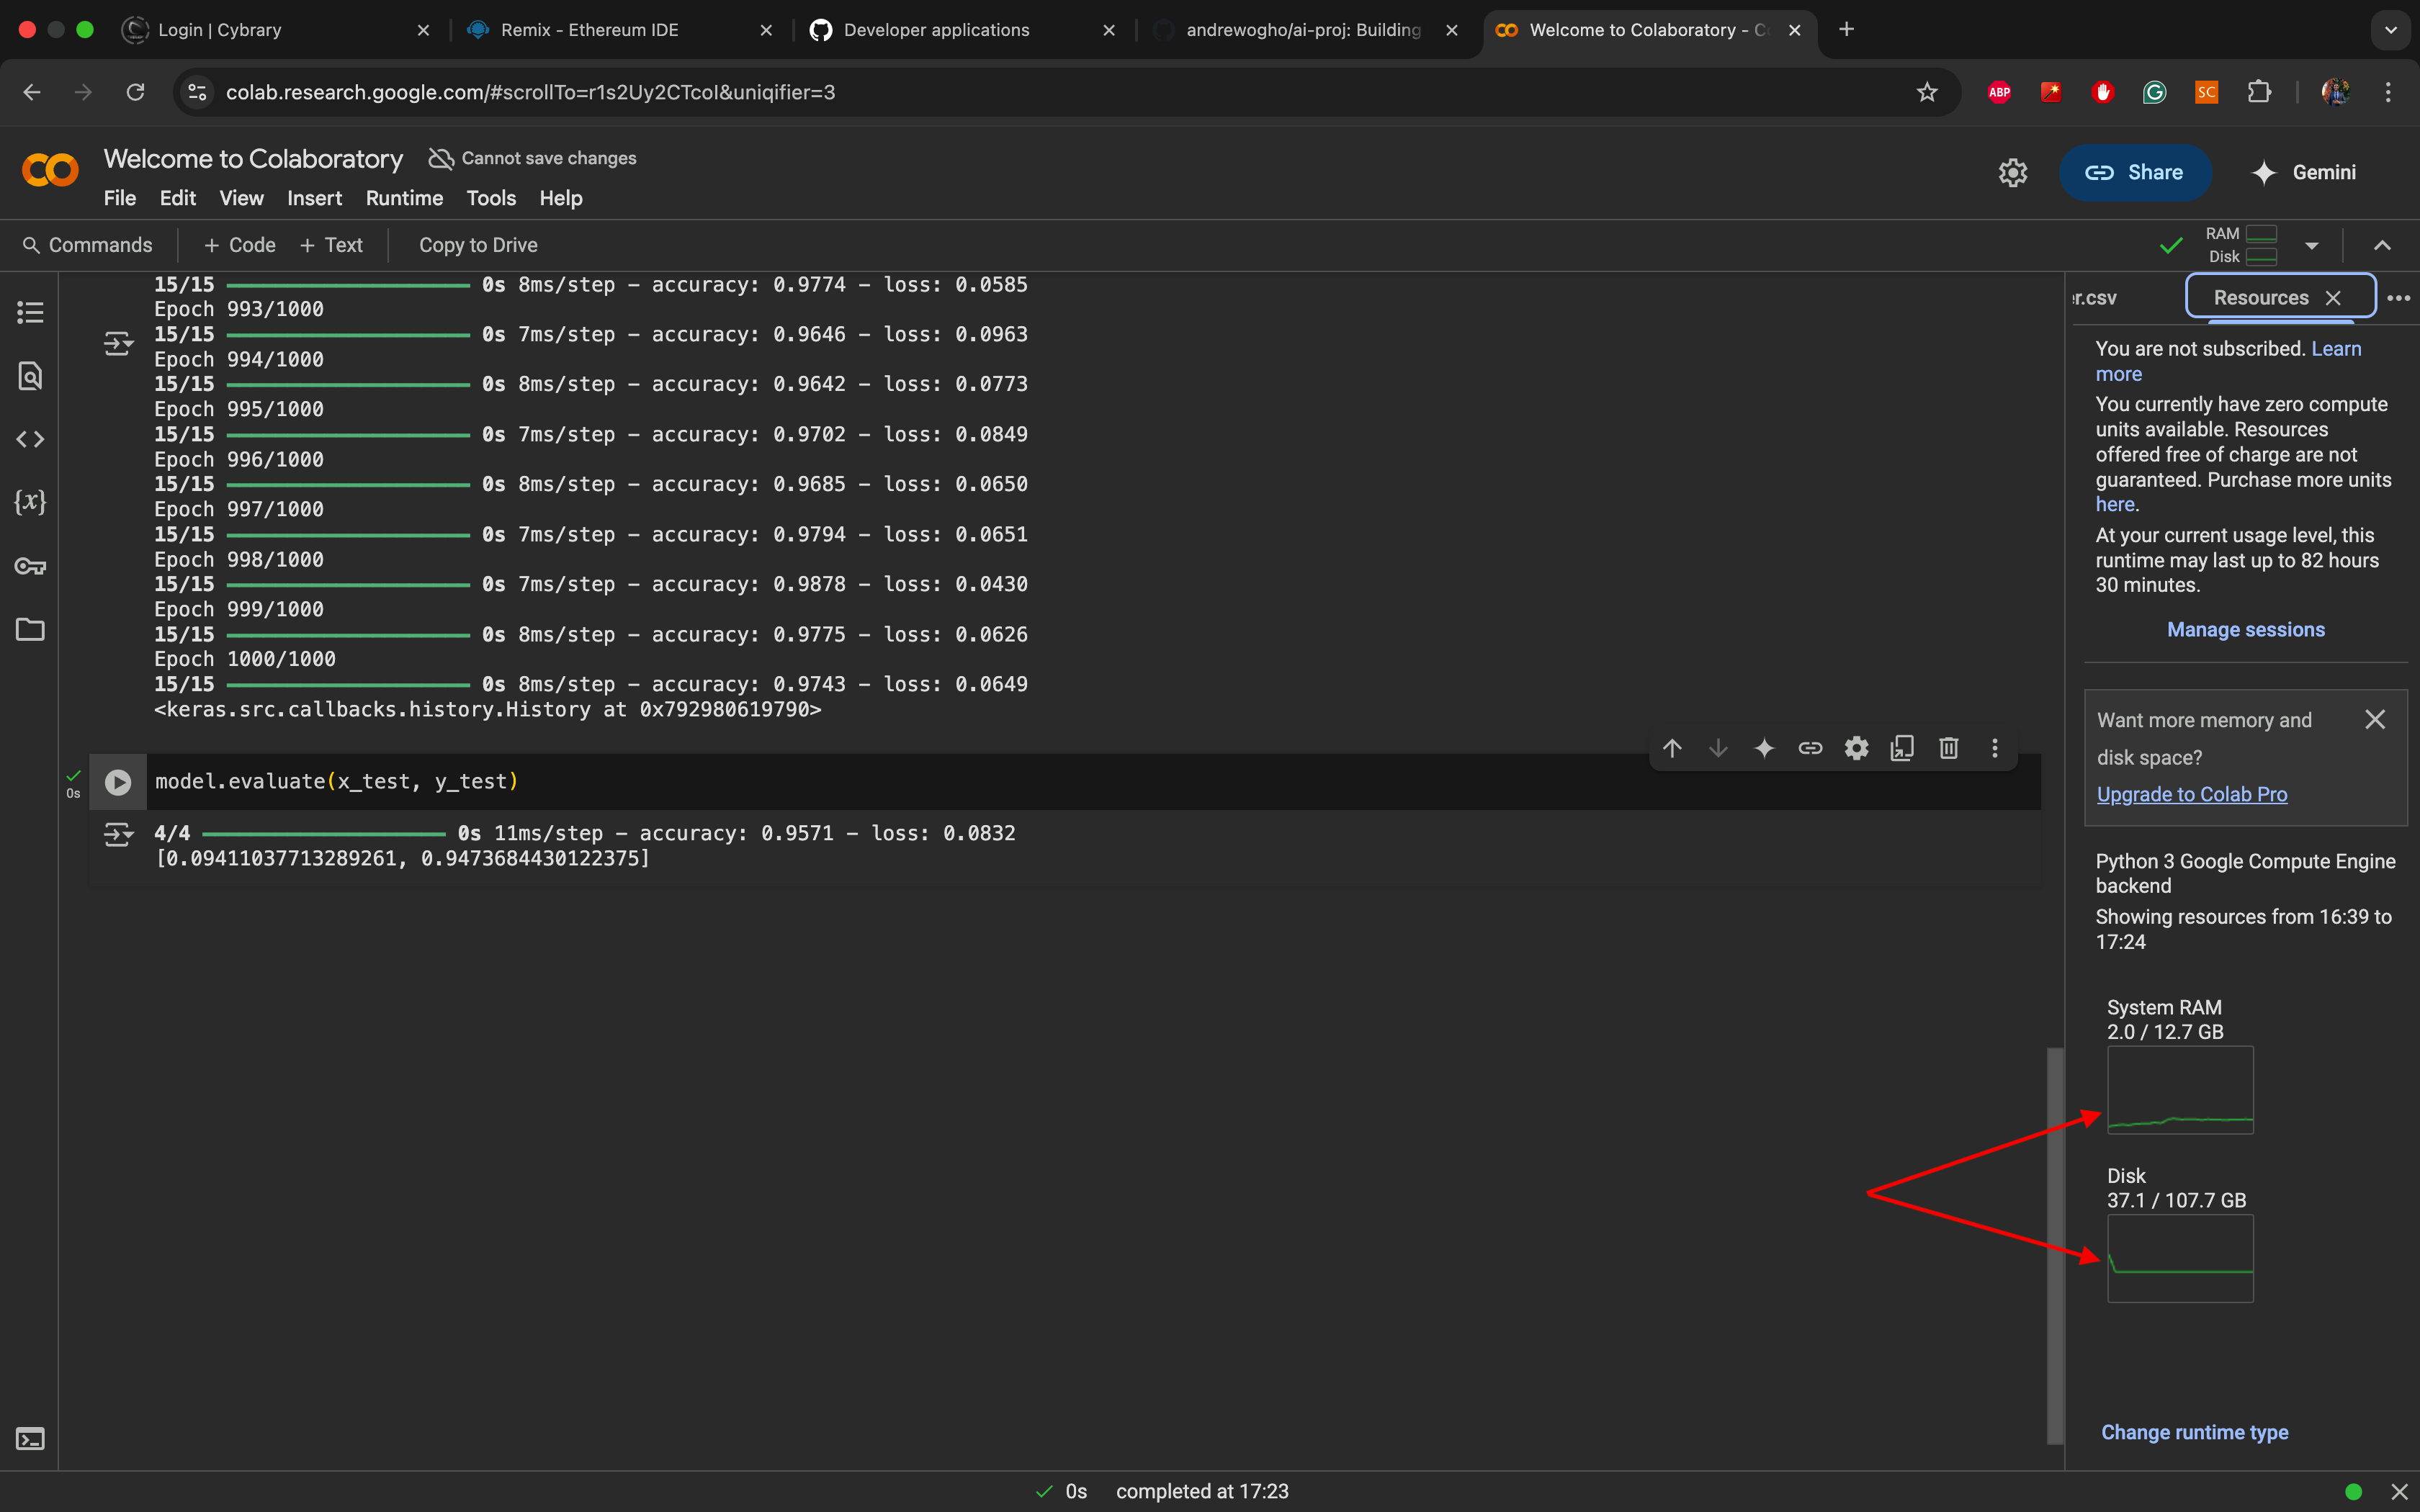 Login | Cybrary
Remix - Ethereum IDE
Developer applications
andrewogho/ai-proj: Building
Welcome to Colaboratory - Co
colab.research.google.com/#scrollTo=r1s2Uy2CTcoI&uniqifier=3
ABP
SC
Welcome to Colaboratory
Cannot save changes
Share
Gemini
File Edit View Insert Runtime Tools Help
Commands + Code + Text Copy to Drive
RAM
Disk
15/15 0s 8ms/step – accuracy: 0.9774 – loss: 0.0585
Epoch 993/1000
15/15 0s 7ms/step – accuracy: 0.9646 – loss: 0.0963
Epoch 994/1000
15/15 0s 8ms/step – accuracy: 0.9642 – loss: 0.0773
Epoch 995/1000
15/15 0s 7ms/step – accuracy: 0.9702 – loss: 0.0849
Epoch 996/1000
15/15 0s 8ms/step – accuracy: 0.9685 – loss: 0.0650
Epoch 997/1000
15/15 0s 7ms/step – accuracy: 0.9794 – loss: 0.0651
Epoch 998/1000
15/15 0s 7ms/step – accuracy: 0.9878 – loss: 0.0430
Epoch 999/1000
15/15 0s 8ms/step – accuracy: 0.9775 – loss: 0.0626
Epoch 1000/1000
15/15 0s 8ms/step – accuracy: 0.9743 – loss: 0.0649
<keras.src.callbacks.history.History at 0x792980619790>
0s
model.evaluate(x_test, y_test)
4/4 0s 11ms/step – accuracy: 0.9571 – loss: 0.0832
[0.09411037713289261, 0.9473684430122375]
er.csv
Resources
You are not subscribed. Learn
more
You currently have zero compute
units available. Resources
offered free of charge are not
guaranteed. Purchase more units
here.
At your current usage level, this
runtime may last up to 82 hours
30 minutes.
Manage sessions
Want more memory and
disk space?
Upgrade to Colab Pro
Python 3 Google Compute Engine
backend
Showing resources from 16:39 to
17:24
System RAM
2.0 / 12.7 GB
Disk
37.1 / 107.7 GB
Change runtime type
0s completed at 17:23